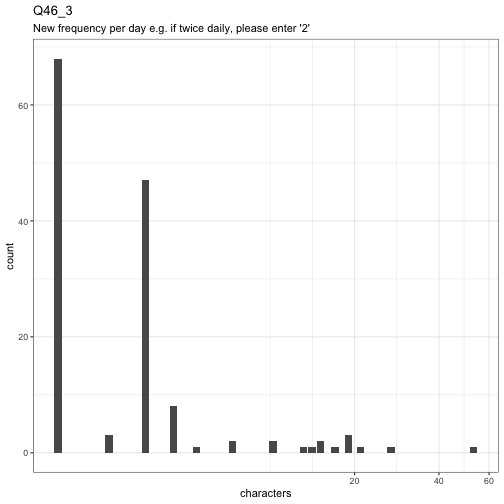 Q46_3
New frequency per day e.g. if twice daily, please enter '2'
60
40
20
0
count
20
40
60
characters